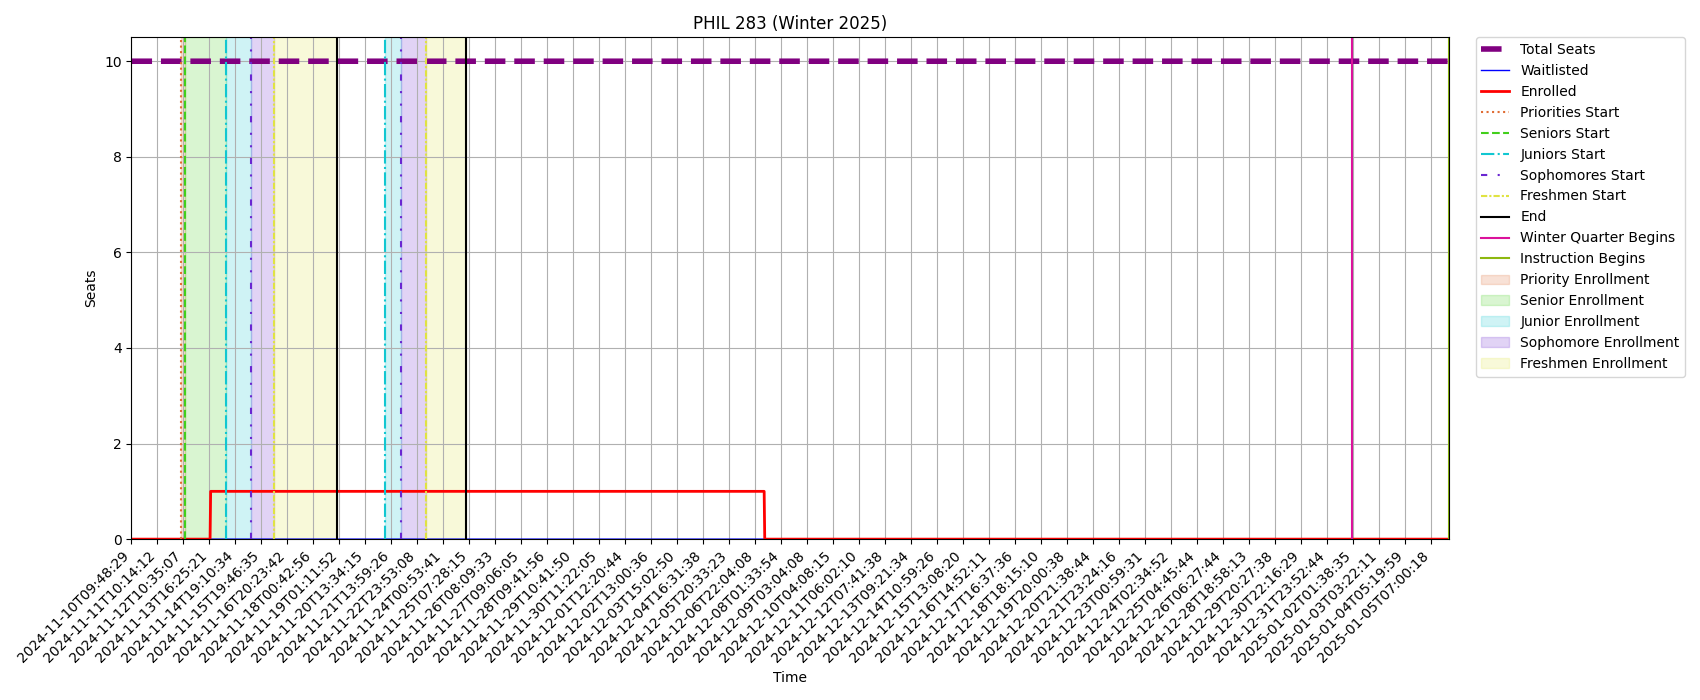 PHIL 283 (Winter 2025)
Seats
10
8
6
4
2
0
2024-11-10T09:48:29
2024-11-11T10:14:12
2024-11-12T10:35:07
2024-11-13T16:25:21
2024-11-14T19:10:34
2024-11-15T19:46:35
2024-11-16T20:23:42
2024-11-18T00:42:56
2024-11-19T01:11:52
2024-11-20T13:34:15
2024-11-21T13:59:26
2024-11-22T23:53:08
2024-11-24T00:53:41
2024-11-25T07:28:15
2024-11-26T08:09:33
2024-11-27T09:06:05
2024-11-28T09:41:56
2024-11-29T10:41:50
2024-11-30T11:22:05
2024-12-01T12:20:44
2024-12-02T13:00:36
2024-12-03T15:02:50
2024-12-04T16:31:38
2024-12-05T20:33:23
2024-12-06T22:04:08
2024-12-08T01:33:54
2024-12-09T03:04:08
2024-12-10T04:08:15
2024-12-11T06:02:10
2024-12-12T07:41:38
2024-12-13T09:21:34
2024-12-14T10:59:26
2024-12-15T13:08:20
2024-12-16T14:52:11
2024-12-17T16:37:36
2024-12-18T18:15:10
2024-12-19T20:00:38
2024-12-20T21:38:44
2024-12-21T23:24:16
2024-12-23T00:59:31
2024-12-24T02:34:52
2024-12-25T04:45:44
2024-12-26T06:27:44
2024-12-28T18:58:13
2024-12-29T20:27:38
2024-12-30T22:16:29
2024-12-31T23:52:44
2025-01-02T01:38:35
2025-01-03T03:22:11
2025-01-04T05:19:59
2025-01-05T07:00:18
Time
Total Seats
Waitlisted
Enrolled
Priorities Start
Seniors Start
Juniors Start
Sophomores Start
Freshmen Start
End
Winter Quarter Begins
Instruction Begins
Priority Enrollment
Senior Enrollment
Junior Enrollment
Sophomore Enrollment
Freshmen Enrollment